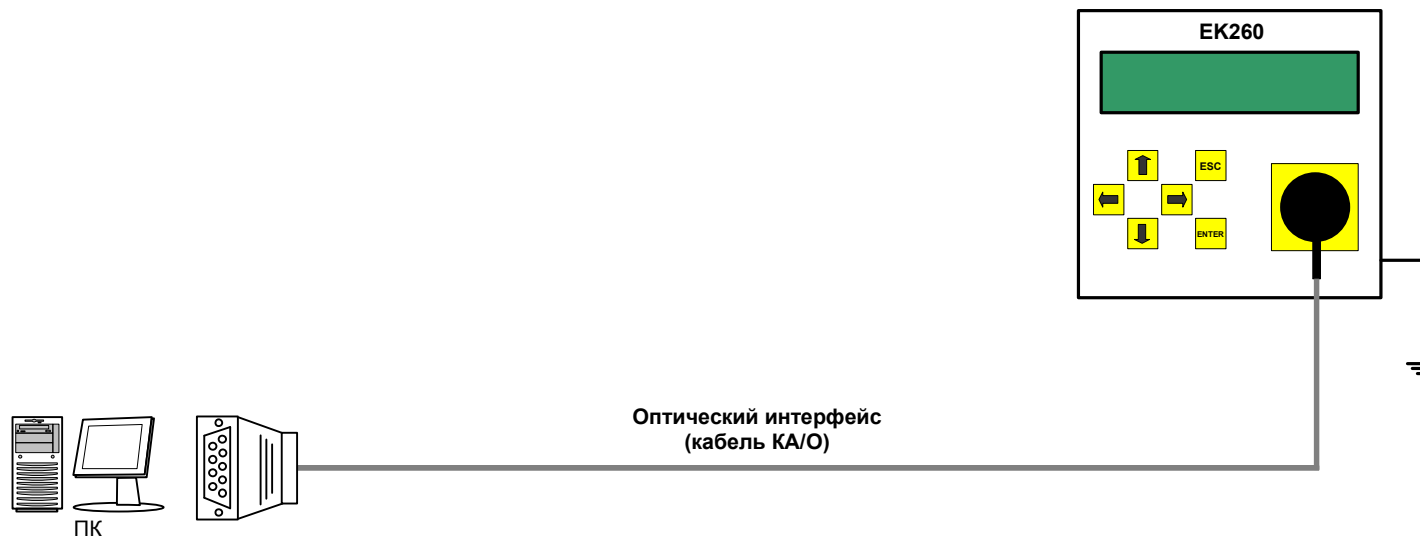 EK260
ESC
ENTER
Оптический интерфейс
(кабель КА/О)
ПК